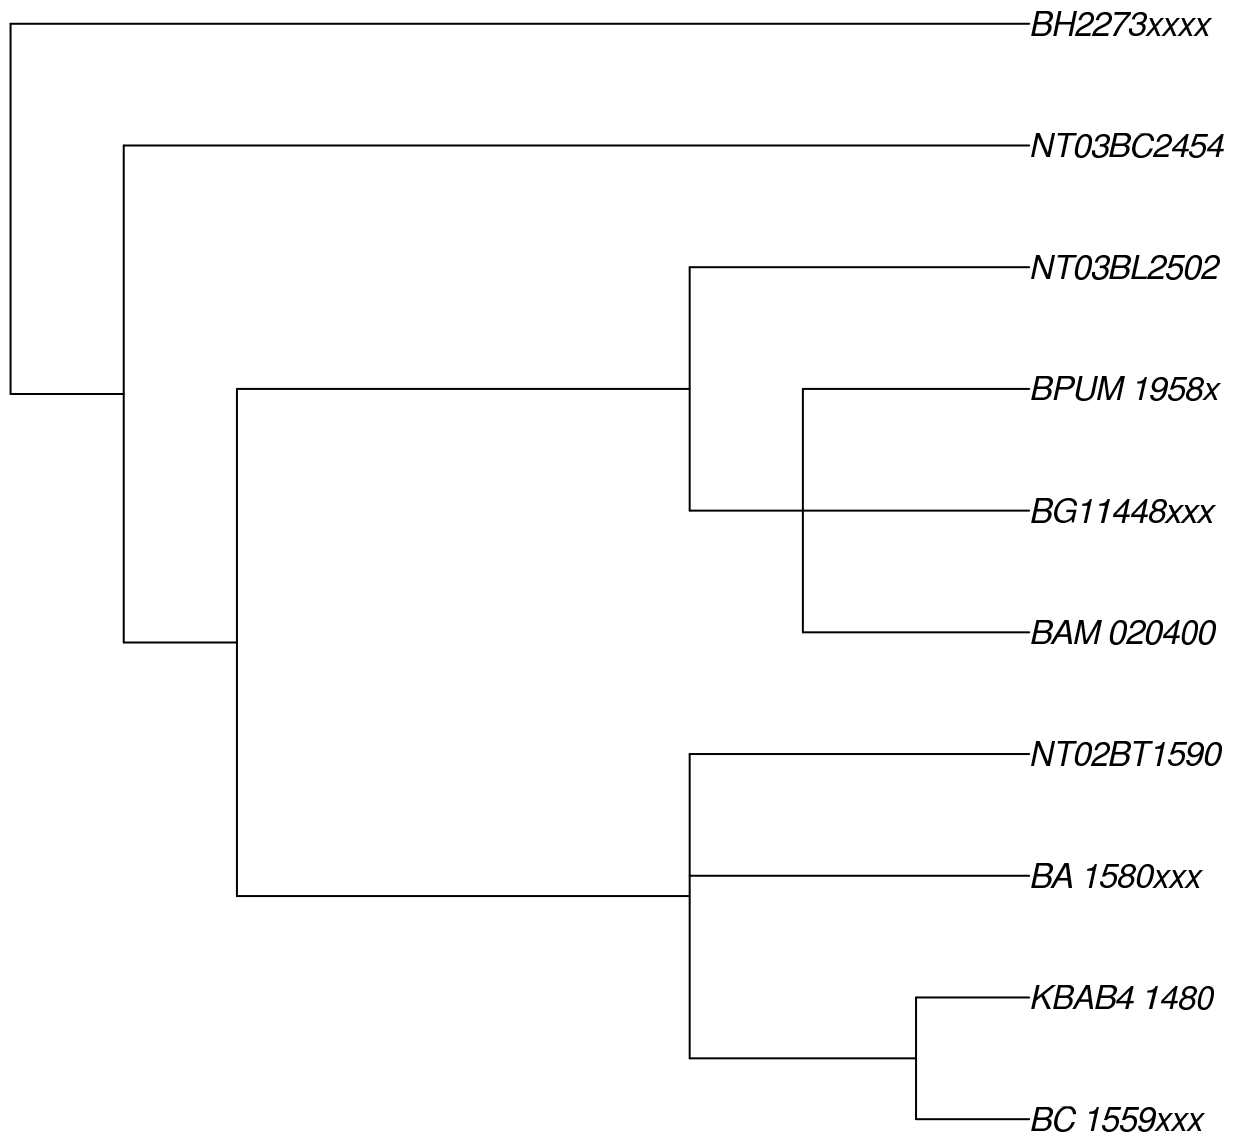 BH2273xxxx
NT03BC2454
NT03BL2502
BPUM 1958x
BG11448xxx
BAM 020400
NT02BT1590
BA 1580xxx
KBAB4 1480
BC 1559xxx